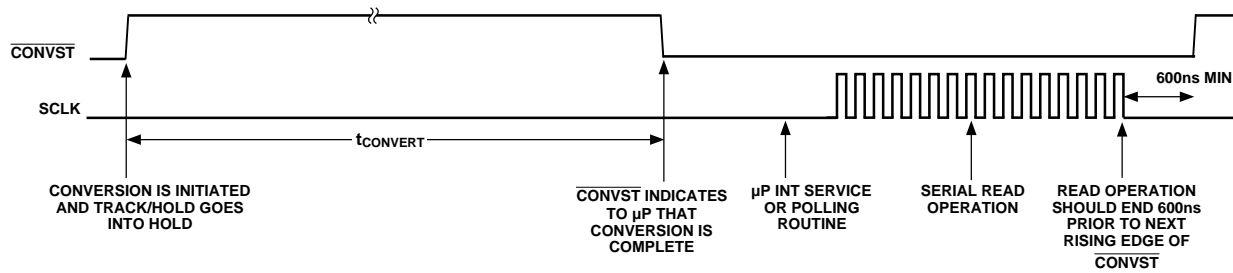 CONVST
600ns MIN
SCLK
tCONVERT
CONVERSION IS INITIATED
AND TRACK/HOLD GOES
INTO HOLD
CONVST INDICATES
TO µP THAT
CONVERSION IS
COMPLETE
µP INT SERVICE
OR POLLING
ROUTINE
SERIAL READ
OPERATION
READ OPERATION
SHOULD END 600ns
PRIOR TO NEXT
RISING EDGE OF
CONVST